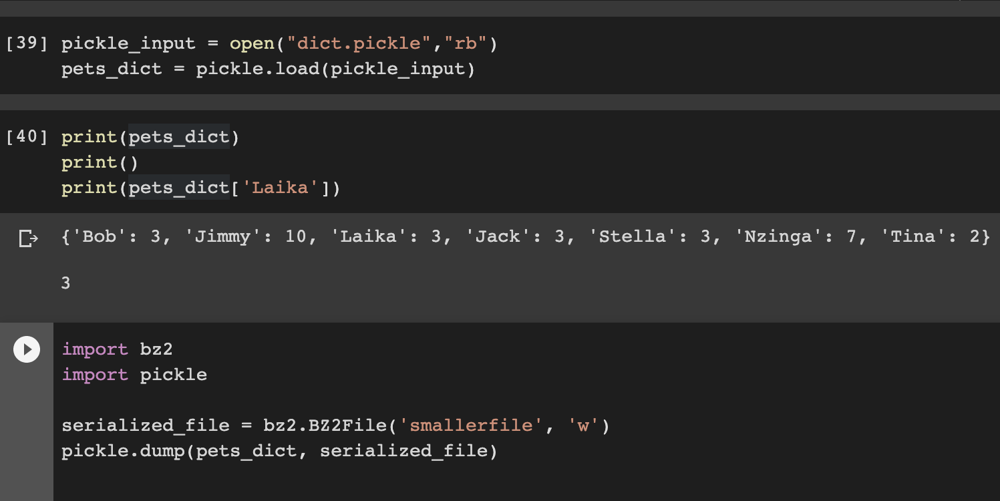 [39] pickle_input = open("dict.pickle","rb")
pets_dict = pickle.load(pickle_input)
[40] print(pets_dict)
print()
print(pets_dict['Laika'])
{'Bob': 3, 'Jimmy': 10, 'Laika': 3, 'Jack': 3, 'Stella': 3, 'Nzinga': 7, 'Tina': 2}
3
import bz2
import pickle
serialized_file = bz2.BZ2File('smallerfile', 'w')
pickle.dump(pets_dict, serialized_file)